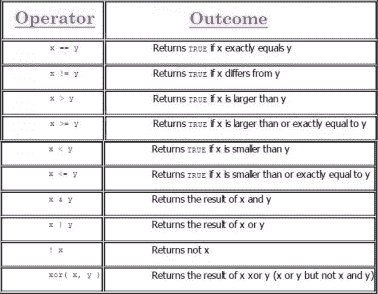 Operator Outcome
x == y Returns TRUE if x exactly equals y
x != y Returns TRUE if x differs from y
x > y Returns TRUE if x is larger than y
x >= y Returns TRUE if x is larger than or exactly equal to y
x < y Returns TRUE if x is smaller than y
x <= y Returns TRUE if x is smaller than or exactly equal to y
x & y Returns the result of x and y
x | y Returns the result of x or y
! x Returns not x
xor( x, y ) Returns the result of x xor y (x or y but not x and y)